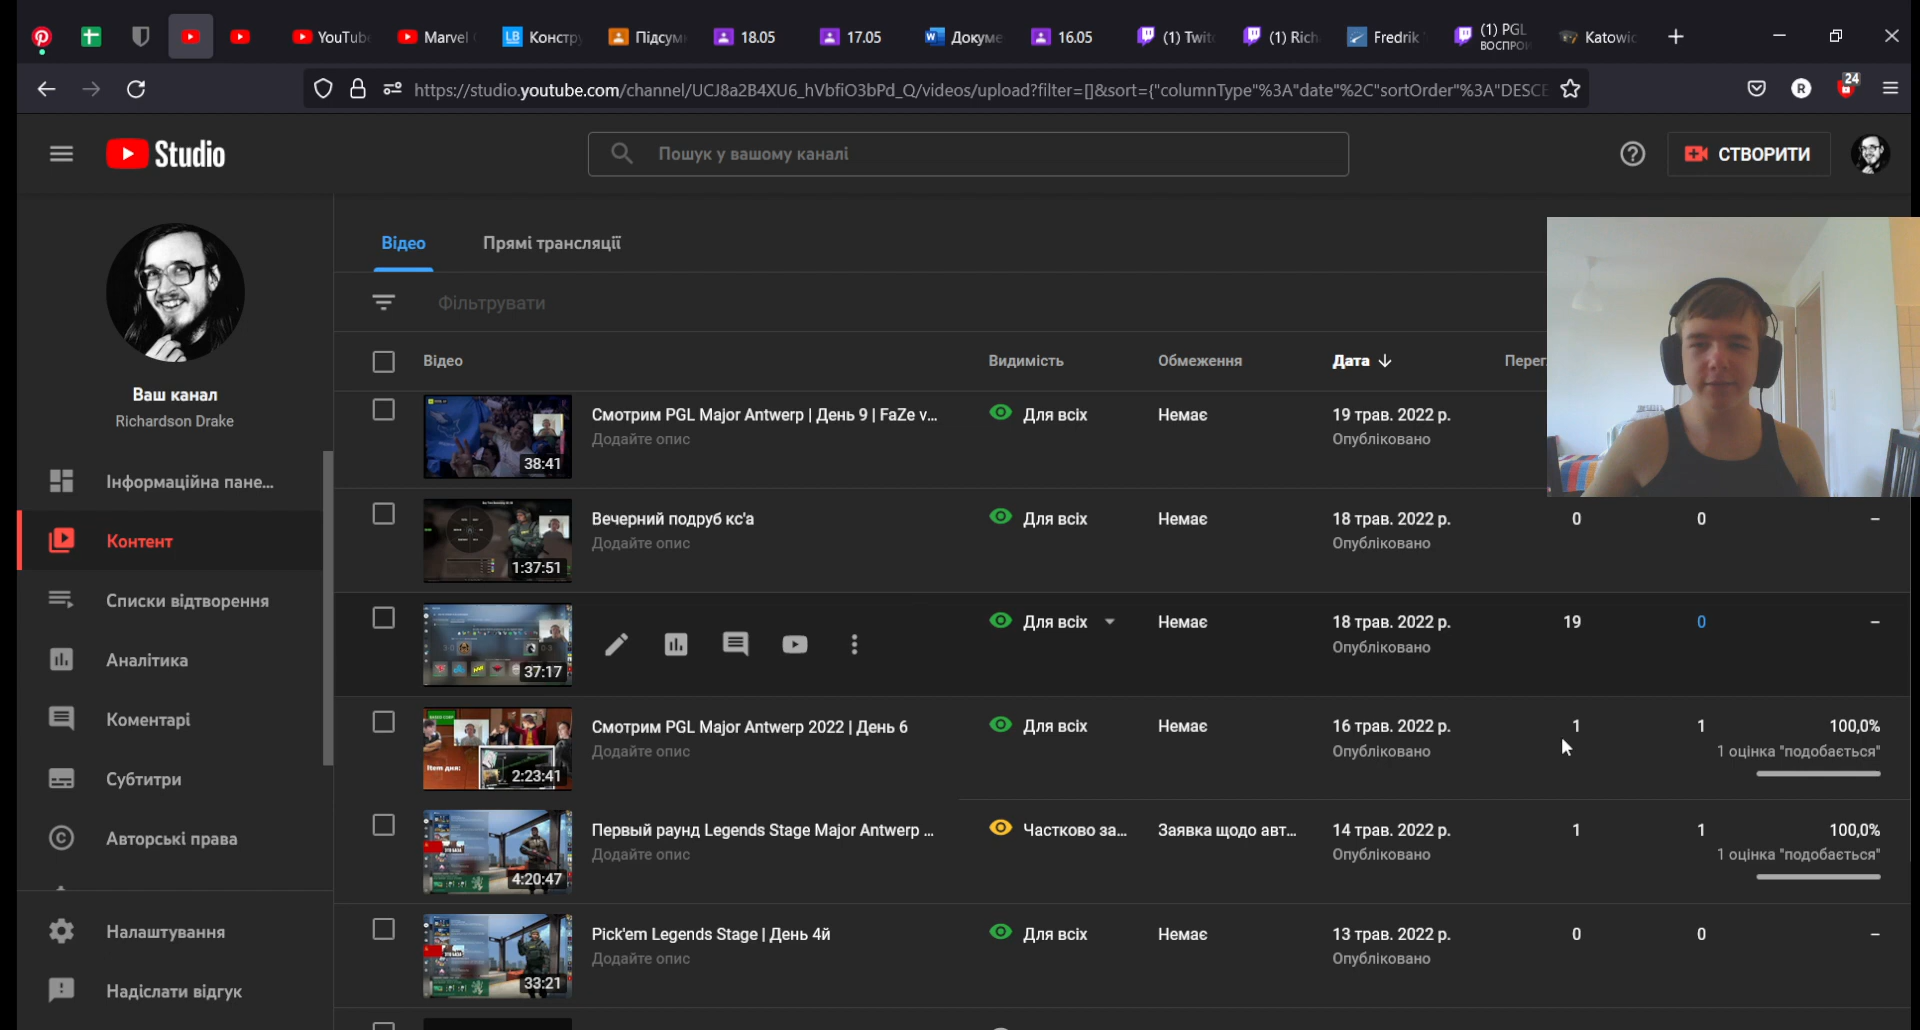 YouTube
Marvel
LB Констру
Підсум
18.05
17.05
Докуме
16.05
(1) Twit
(1) Rich
Fredrik
(1) PGL
ВОСПРОИ
Katowic
https://studio.youtube.com/channel/UCJ8a2B4XU6_hVbfiO3bPd_Q/videos/upload?filter=[]&sort={"columnType"%3A"date"%2C"sortOrder"%3A"DESCE
R
24
Studio
Пошук у вашому каналі
СТВОРИТИ
Ваш канал
Richardson Drake
Інформаційна пане...
Контент
Списки відтворення
Аналітика
Коментарі
Субтитри
Авторські права
Налаштування
Надіслати відгук
Відео
Прямі трансляції
Фільтрувати
Відео Видимість Обмеження Дата Перег
38:41
Смотрим PGL Major Antwerp | День 9 | FaZe v... Для всіх Немає 19 трав. 2022 р.
Додайте опис Опубліковано
1:37:51
Вечерний подруб кс'а Для всіх Немає 18 трав. 2022 р. 0 0 –
Додайте опис Опубліковано
37:17
Для всіх Немає 18 трав. 2022 р. 19 0 –
Опубліковано
2:23:41
Смотрим PGL Major Antwerp 2022 | День 6 Для всіх Немає 16 трав. 2022 р. 1 1 100,0%
Додайте опис Опубліковано 1 оцінка "подобається"
4:20:47
Первый раунд Legends Stage Major Antwerp ... Частково за... Заявка щодо авт... 14 трав. 2022 р. 1 1 100,0%
Додайте опис Опубліковано 1 оцінка "подобається"
33:21
Pick'em Legends Stage | День 4й Для всіх Немає 13 трав. 2022 р. 0 0 –
Додайте опис Опубліковано